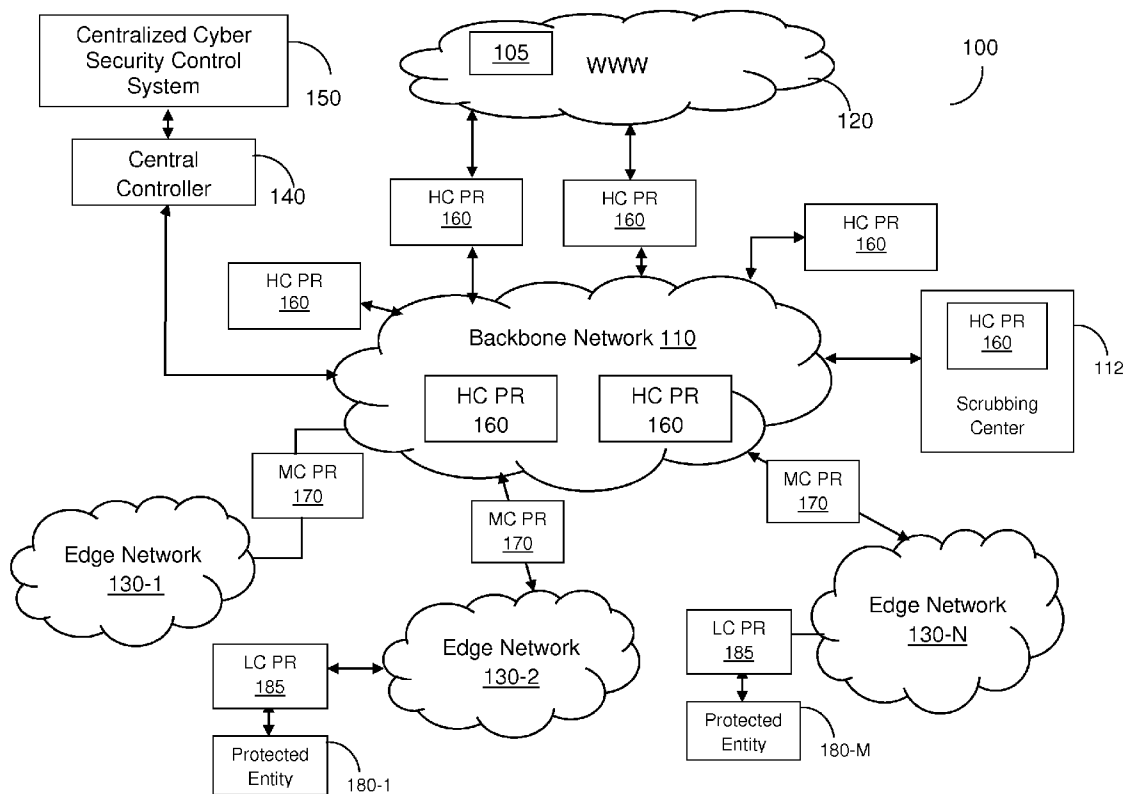 Centralized Cyber
Security Control
System
150
105
WWW
100
120
Central
Controller
140
HC PR
160
HC PR
160
HC PR
160
HC PR
160
Backbone Network 110
HC PR
160
112
Scrubbing
Center
HC PR
160
HC PR
160
MC PR
170
MC PR
170
MC PR
170
Edge Network
130-1
Edge Network
130-2
Edge Network
130-N
LC PR
185
LC PR
185
Protected
Entity
180-1
Protected
Entity
180-M